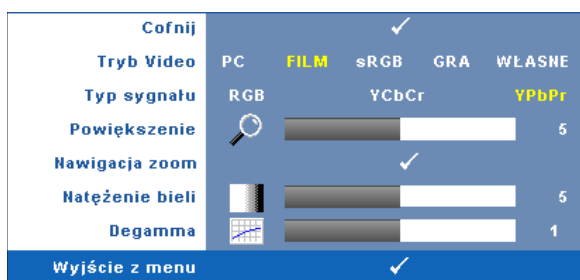 Cofnij
Tryb Video PC FILM sRGB GRA WŁASNE
Typ sygnału RGB YCbCr YPbPr
Powiększenie 5
Nawigacja zoom
Natężenie bieli 5
Degamma 1
Wyjście z menu